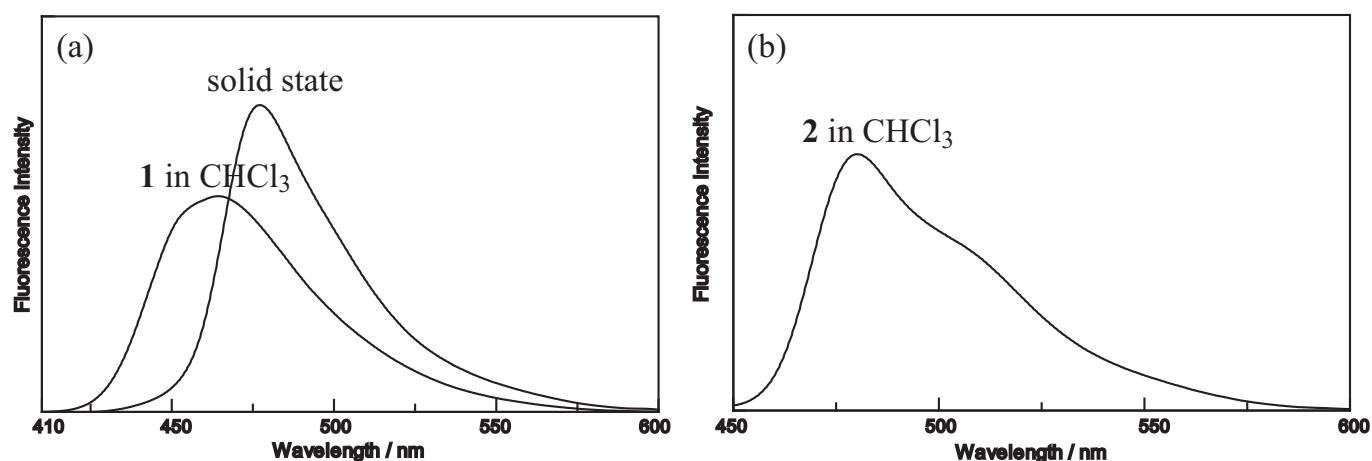 (a)
solid state
1 in CHCl3
Fluorescence Intensity
410 450 500 550 600
Wavelength / nm
(b)
2 in CHCl3
Fluorescence Intensity
450 500 550 600
Wavelength / nm